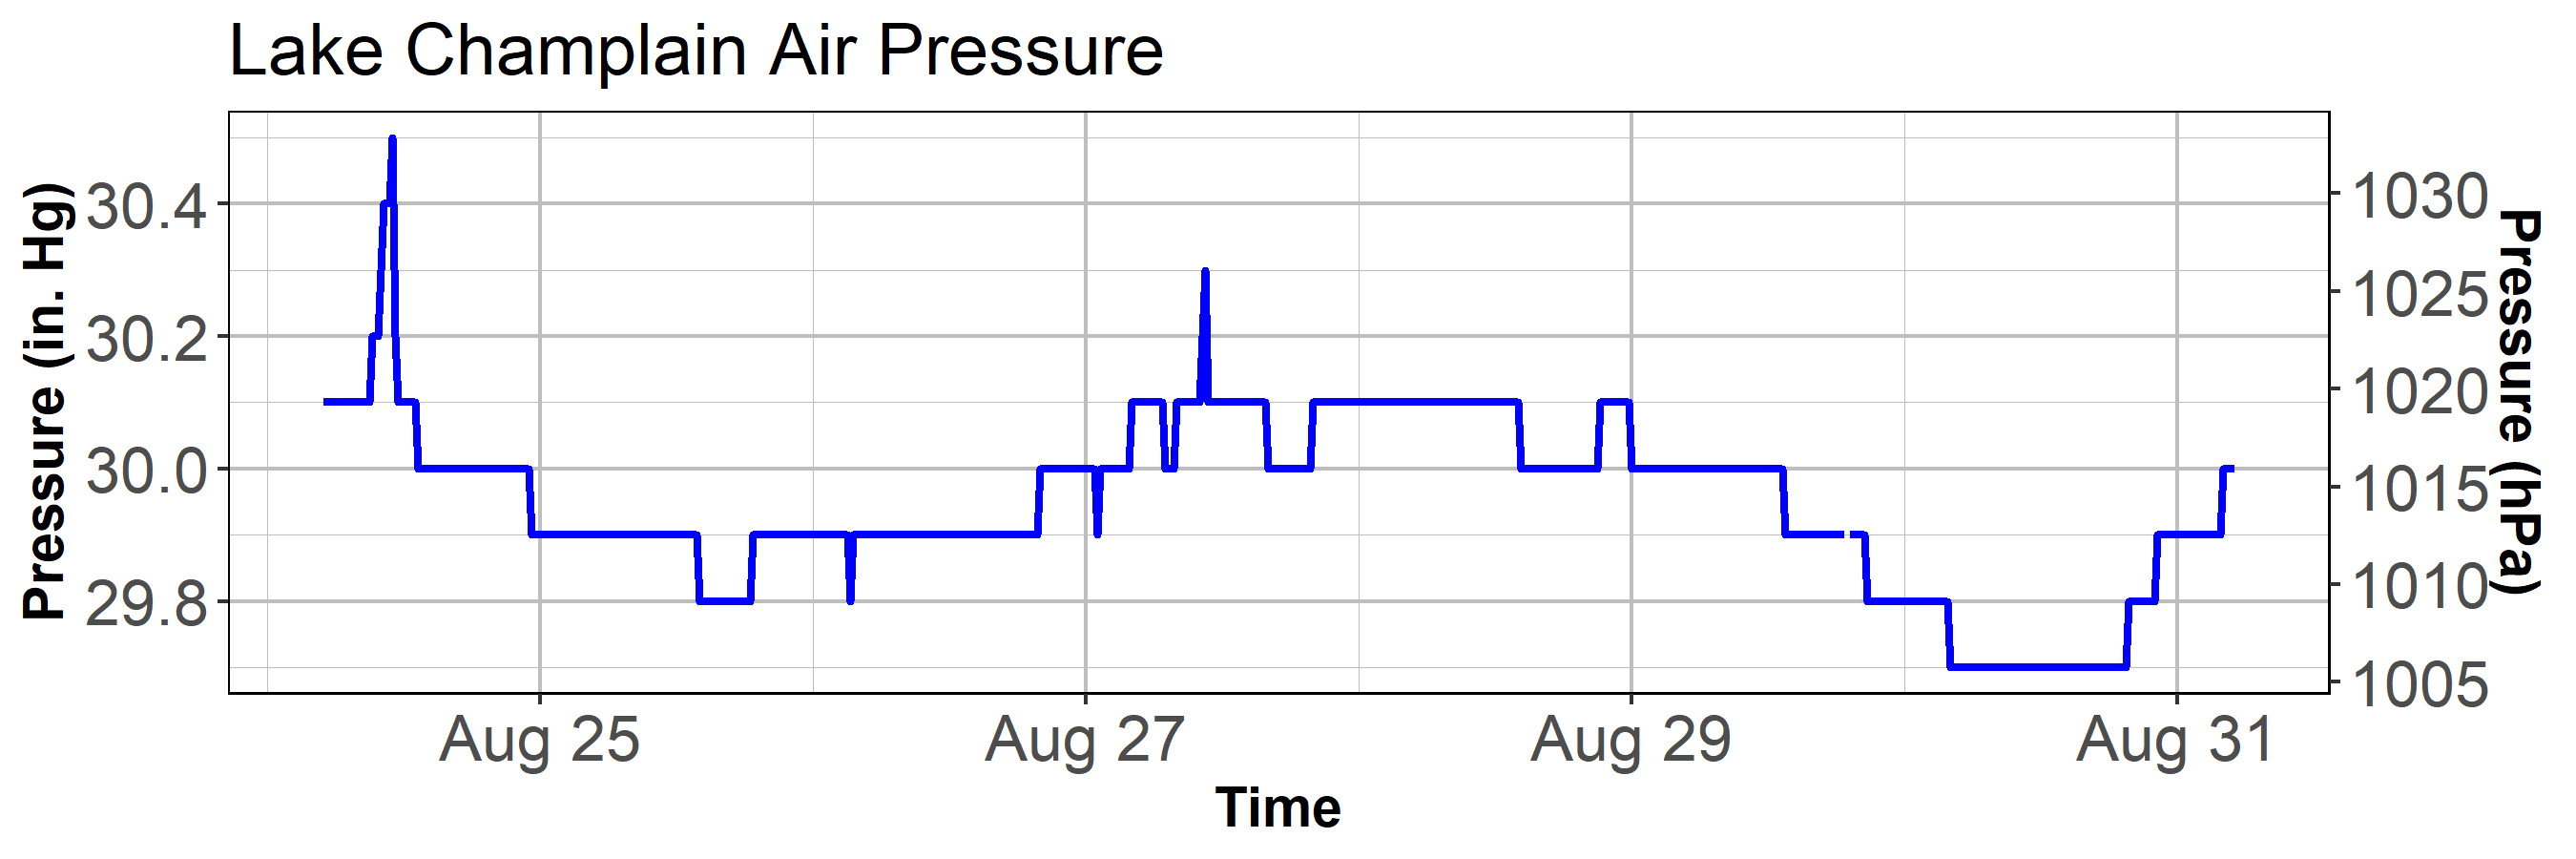 Lake Champlain Air Pressure
Pressure (in. Hg)
30.4
30.2
30.0
29.8
1030
1025
1020
1015
1010
1005
Pressure (hPa)
Aug 25
Aug 27
Aug 29
Aug 31
Time